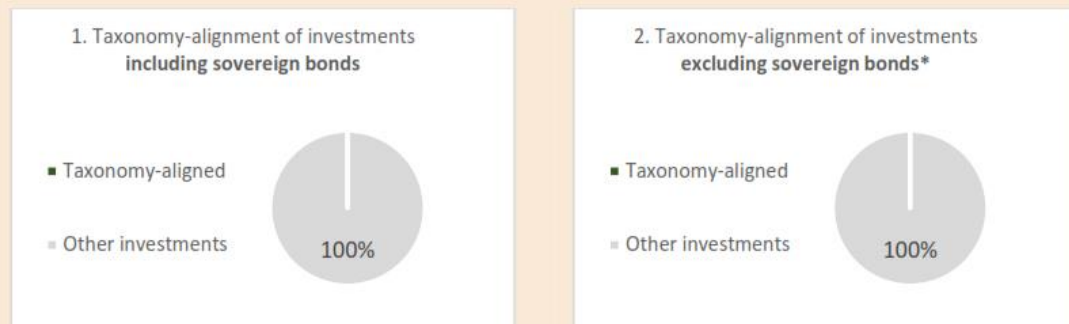 1. Taxonomy-alignment of investments
including sovereign bonds
Taxonomy-aligned
Other investments
100%
2. Taxonomy-alignment of investments
excluding sovereign bonds*
Taxonomy-aligned
Other investments
100%